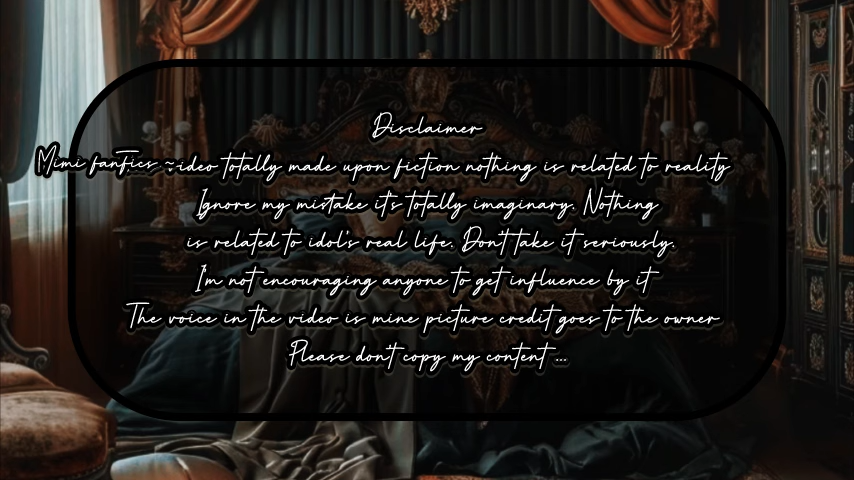 Disclaimer
Mimi fanfics ~
ideo totally made upon fiction nothing is related to reality
Ignore my mistake it's totally imaginary. Nothing
is related to idol's real life. Don't take it seriously.
I'm not encouraging anyone to get influence by it
The voice in the video is mine picture credit goes to the owner
Please don't copy my content ...